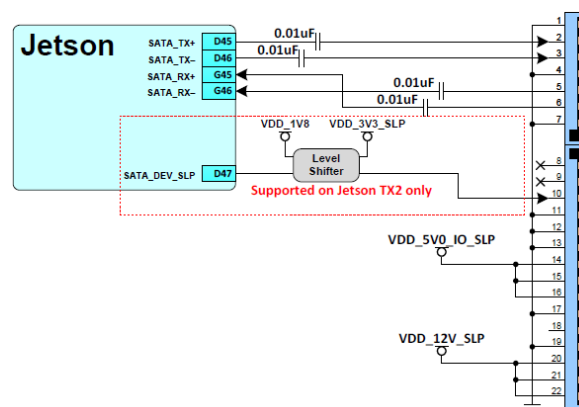 Jetson
SATA_TX+ D45 0.01uF
SATA_TX− D46 0.01uF
SATA_RX+ G45 0.01uF
SATA_RX− G46 0.01uF
VDD_1V8 VDD_3V3_SLP
Level
Shifter
SATA_DEV_SLP D47
Supported on Jetson TX2 only
VDD_5V0_IO_SLP
VDD_12V_SLP
1
2
3
4
5
6
7
8
9
10
11
12
13
14
15
16
17
18
19
20
21
22